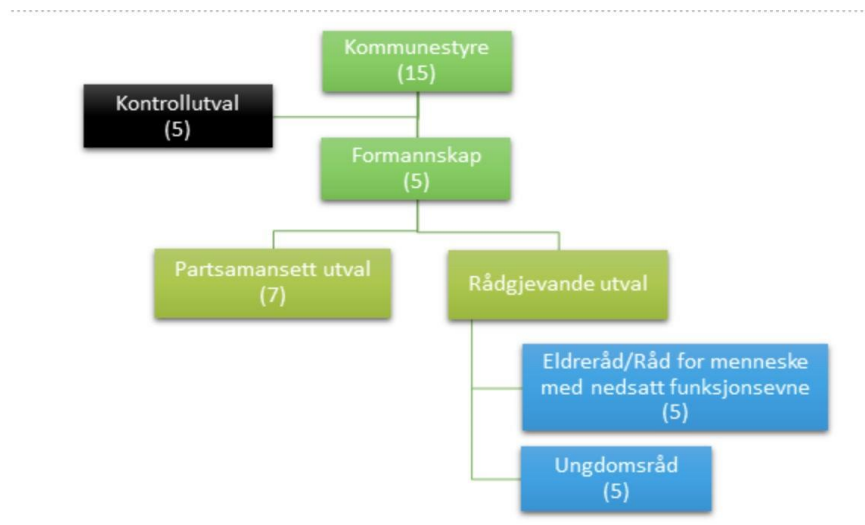 Kommunestyre
(15)
Kontrollutval
(5)
Formannskap
(5)
Partsamansett utval
(7)
Rådgjevande utval
Eldreråd/Råd for menneske
med nedsatt funksjonsevne
(5)
Ungdomsråd
(5)